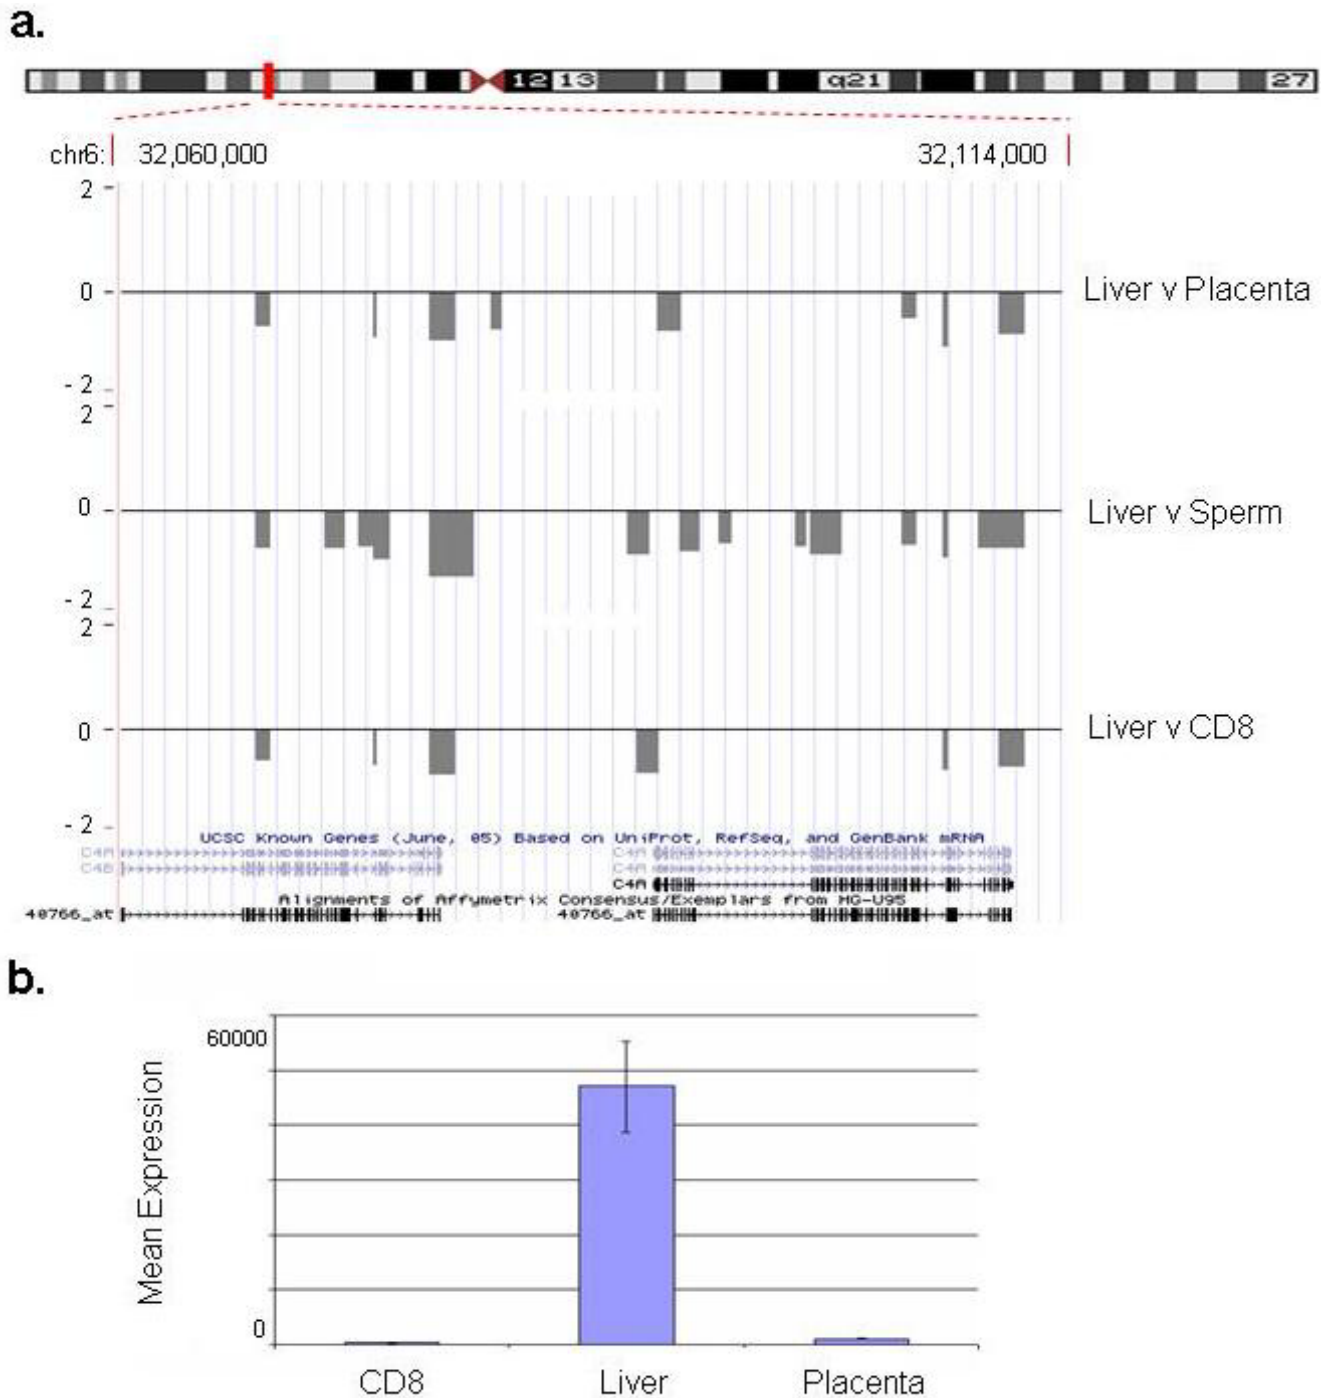 a.
12 13 q21 27
chr6: 32,060,000 32,114,000
2
0 Liver v Placenta
- 2
2
0 Liver v Sperm
- 2
2
0 Liver v CD8
- 2
UCSC Known Genes (June, 05) Based on UniProt, RefSeq, and GenBank mRNA
C4A C4A
C4B C4A
C4A
Alignments of Affymetrix Consensus/Exemplars from HG-U95
40766_at 40766_at
b.
60000
Mean Expression
0
CD8 Liver Placenta